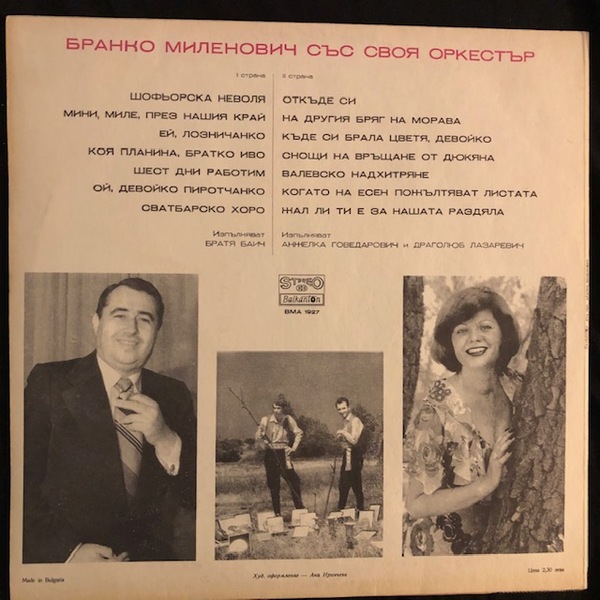 БРАНКО МИЛЕНОВИЧ СЪС СВОЯ ОРКЕСТЪР
I страна
ШОФЬОРСКА НЕВОЛЯ
МИНИ, МИЛЕ, ПРЕЗ НАШИЯ КРАЙ
ЕЙ, ЛОЗНИЧАНКО
КОЯ ПЛАНИНА, БРАТКО ИВО
ШЕСТ ДНИ РАБОТИМ
ОЙ, ДЕВОЙКО ПИРОТЧАНКО
СВАТБАРСКО ХОРО
Изпълняват
БРАТЯ БАИЧ
II страна
ОТКЪДЕ СИ
НА ДРУГИЯ БРЯГ НА МОРАВА
КЪДЕ СИ БРАЛА ЦВЕТЯ, ДЕВОЙКО
СНОЩИ НА ВРЪЩАНЕ ОТ ДЮКЯНА
ВАЛЕВСКО НАДХИТРЯНЕ
КОГАТО НА ЕСЕН ПОЖЪЛТЯВАТ ЛИСТАТА
ЖАЛ ЛИ ТИ Е ЗА НАШАТА РАЗДЯЛА
Изпълняват
АНЖЕЛКА ГОВЕДАРОВИЧ и ДРАГОЛЮБ ЛАЗАРЕВИЧ
STEREO
Balkanton
ВМА 1927
Made in Bulgaria
Худ. оформление — Ана
Цена 2,30 лева